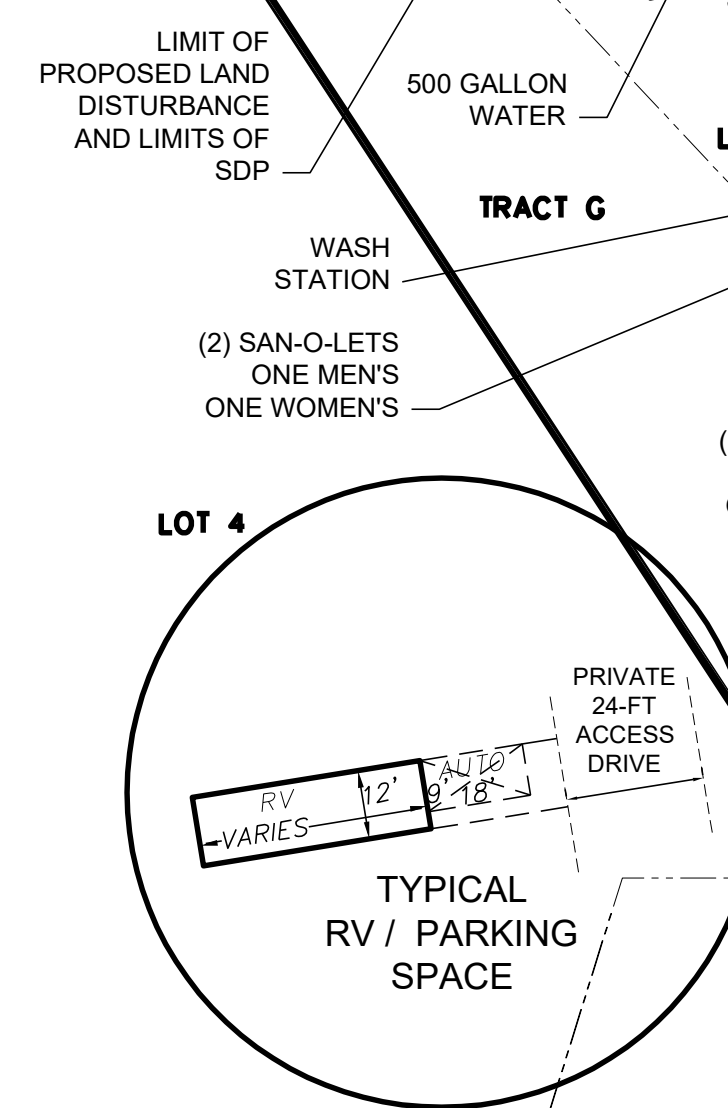 LIMIT OF
PROPOSED LAND
DISTURBANCE
AND LIMITS OF
SDP
500 GALLON
WATER
TRACT G
WASH
STATION
(2) SAN-O-LETS
ONE MEN'S
ONE WOMEN'S
LOT 4
PRIVATE
24-FT
ACCESS
DRIVE
AUTO
9' 18'
RV
12'
VARIES
TYPICAL
RV / PARKING
SPACE